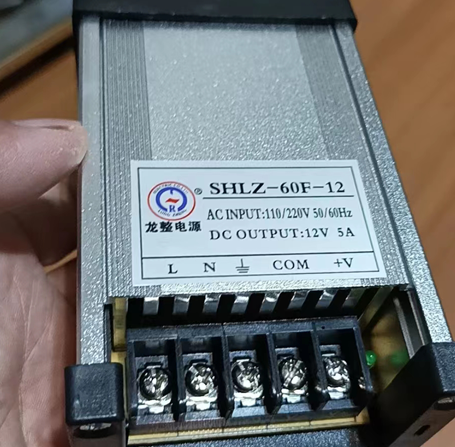 SHLZ-60F-12
®
龙整电源
AC INPUT:110/220V 50/60Hz
DC OUTPUT:12V 5A
L N ⏚ COM +V